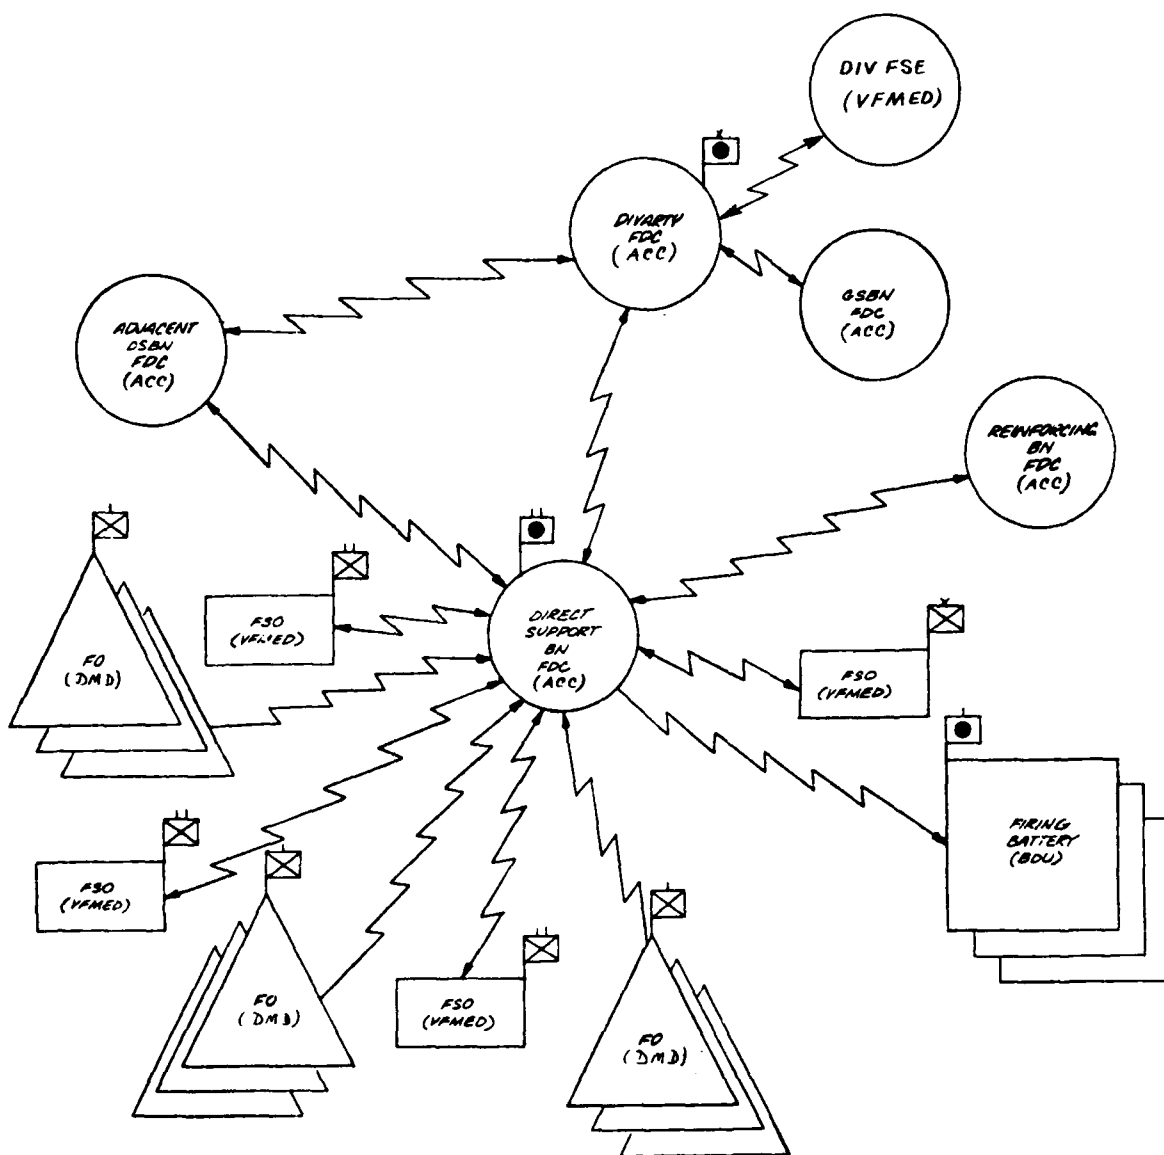 DIV FSE
(VFMED)
DIVARTY
FDC
(ACC)
GSBN
FDC
(ACC)
ADJACENT
DSBN
FDC
(ACC)
REINFORCING
BN
FDC
(ACC)
DIRECT
SUPPORT
BN
FDC
(ACC)
FSO
(VFMED)
FO
(DMD)
FSO
(VFMED)
FIRING
BATTERY
(BDU)
FSO
(VFMED)
FO
(DMD)
FSO
(VFMED)
FO
(DMD)